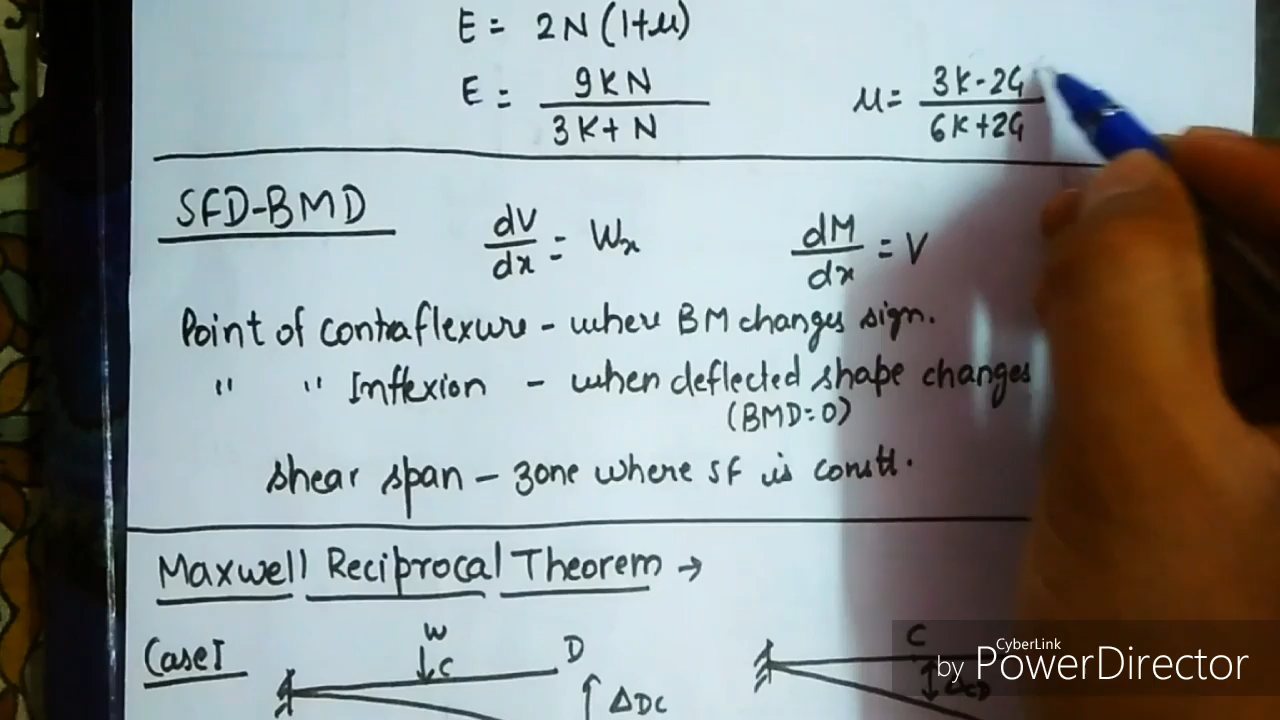 E = 2N(1+μ)
E = 9KN / 3K+N
μ = 3K-2G / 6K+2G
SFD-BMD
dV/dx = Wx
dM/dx = V
Point of contraflexure - where BM changes sign.
" " Inflexion - when deflected shape changes
(BMD=0)
shear span - zone where SF is constt.
Maxwell Reciprocal Theorem →
Case I
W
C
D
ΔDC
C
ΔCD
CyberLink
by PowerDirector